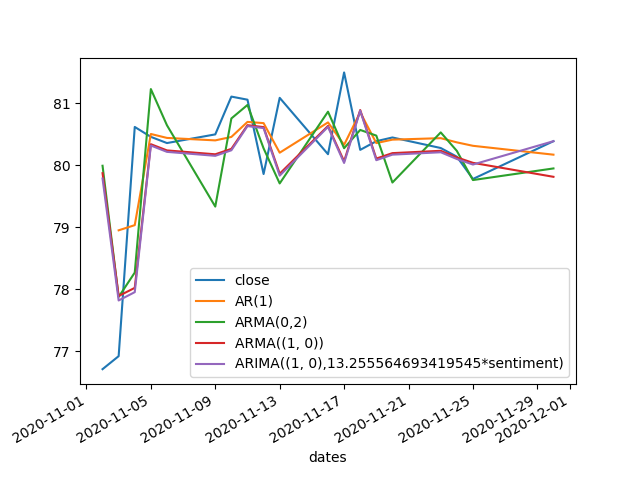 81
80
79
78
77
close
AR(1)
ARMA(0,2)
ARMA((1, 0))
ARIMA((1, 0),13.255564693419545*sentiment)
2020-11-01
2020-11-05
2020-11-09
2020-11-13
2020-11-17
2020-11-21
2020-11-25
2020-11-29
2020-12-01
dates